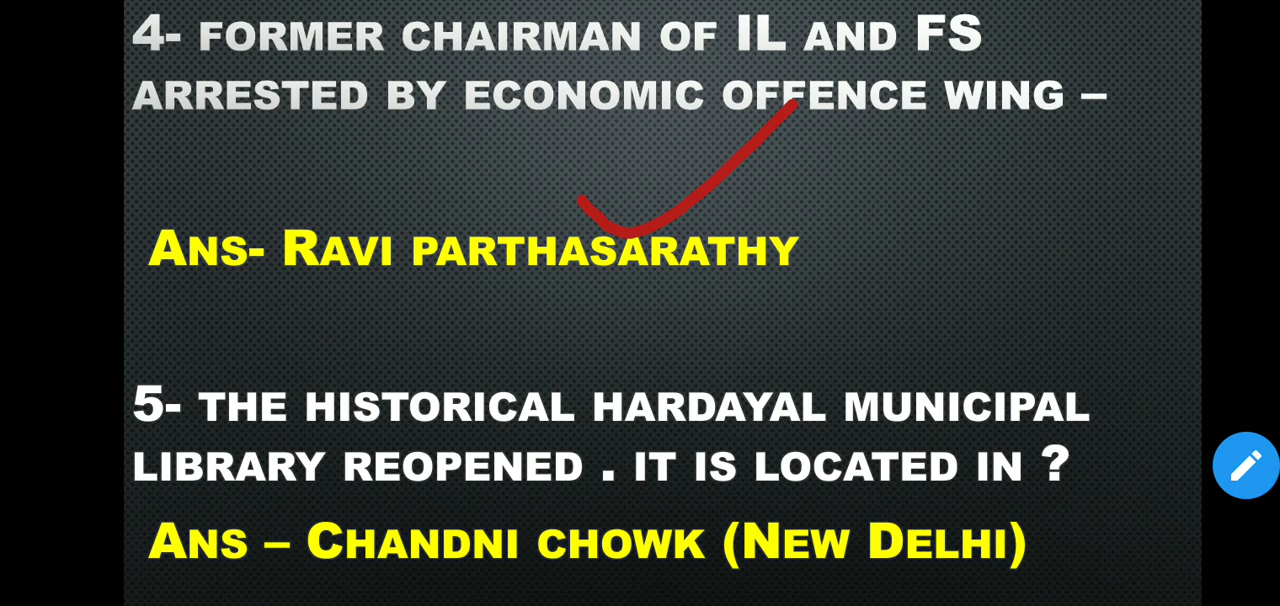 4- FORMER CHAIRMAN OF IL AND FS
ARRESTED BY ECONOMIC OFFENCE WING –
ANS- RAVI PARTHASARATHY
5- THE HISTORICAL HARDAYAL MUNICIPAL
LIBRARY REOPENED . IT IS LOCATED IN ?
ANS – CHANDNI CHOWK (NEW DELHI)